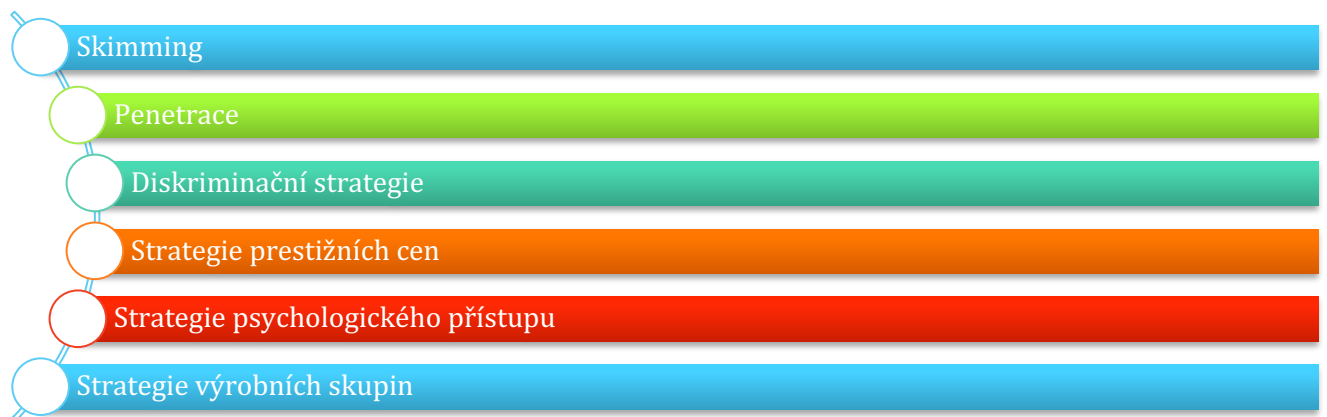 Skimming
Penetrace
Diskriminační strategie
Strategie prestižních cen
Strategie psychologického přístupu
Strategie výrobních skupin